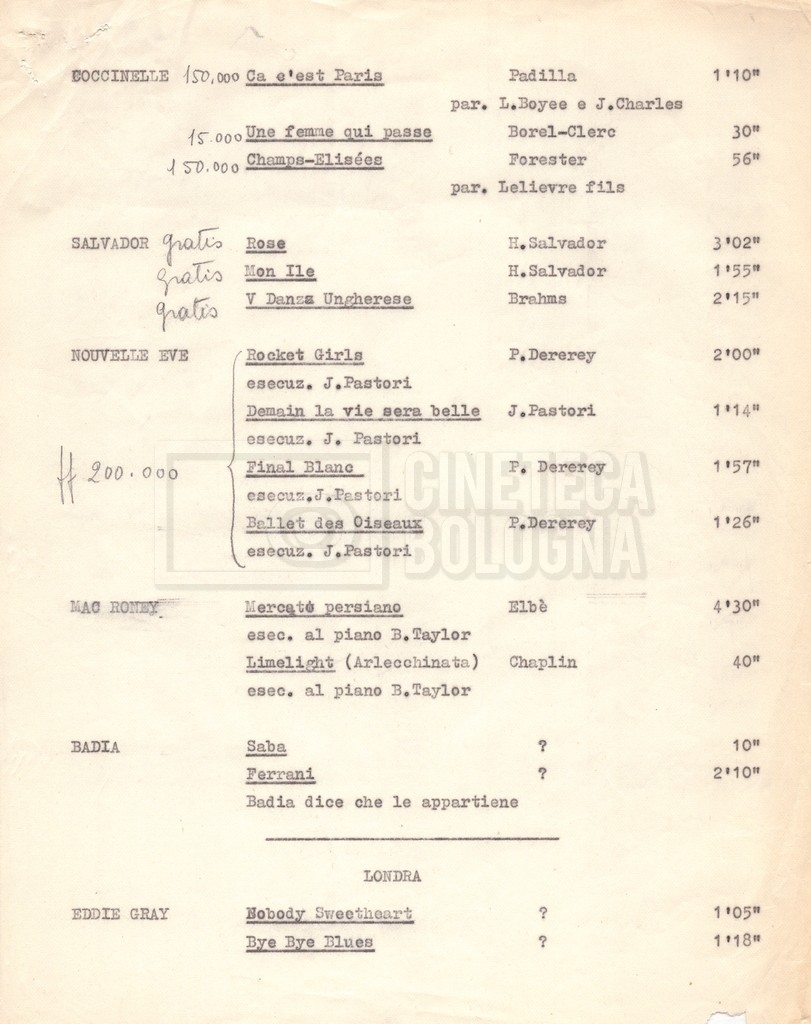 COCCINELLE 150,000 Ca c'est Paris Padilla 1'10"
par. L.Boyee e J.Charles
15.000 Une femme qui passe Borel-Clerc 30"
150.000 Champs-Elisées Forester 56"
par. Lelievre fils
SALVADOR gratis Rose H.Salvador 3'02"
gratis Mon Ile H.Salvador 1'55"
gratis V Danza Ungherese Brahms 2'15"
NOUVELLE EVE Rocket Girls P.Dererey 2'00"
esecuz. J.Pastori
Demain la vie sera belle J.Pastori 1'14"
esecuz. J. Pastori
ff 200.000 Final Blanc P. Dererey 1'57"
esecuz.J.Pastori
Ballet des Oiseaux P.Dererey 1'26"
esecuz. J.Pastori
CINETECA
BOLOGNA
MAC RONEY Mercato persiano Elbè 4'30"
esec. al piano B.Taylor
Limelight (Arlecchinata) Chaplin 40"
esec. al piano B.Taylor
BADIA Saba ? 10"
Ferrani ? 2'10"
Badia dice che le appartiene
LONDRA
EDDIE GRAY Nobody Sweetheart ? 1'05"
Bye Bye Blues ? 1'18"